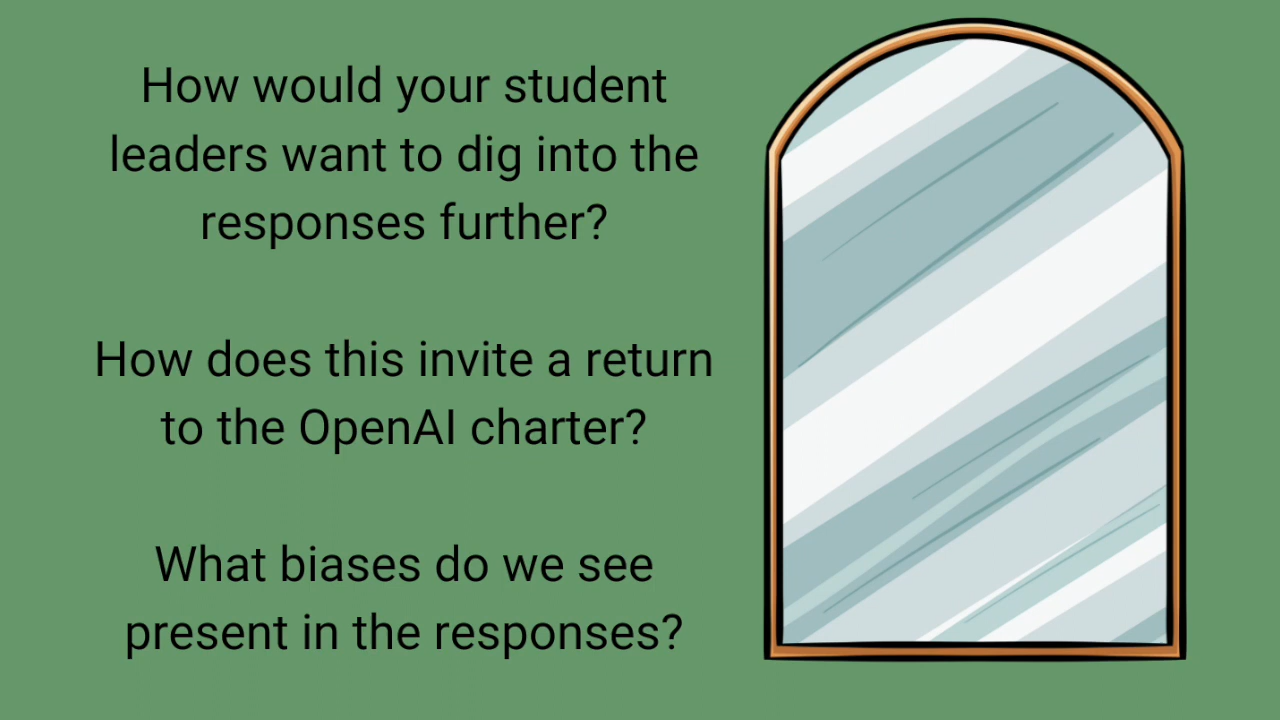 How would your student
leaders want to dig into the
responses further?
How does this invite a return
to the OpenAI charter?
What biases do we see
present in the responses?